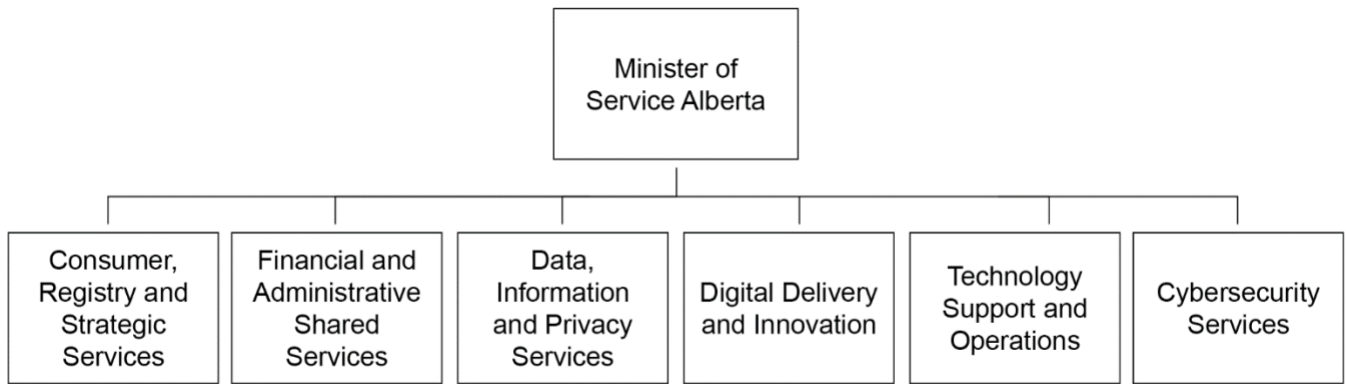 Minister of
Service Alberta
Consumer,
Registry and
Strategic
Services
Financial and
Administrative
Shared
Services
Data,
Information
and Privacy
Services
Digital Delivery
and Innovation
Technology
Support and
Operations
Cybersecurity
Services